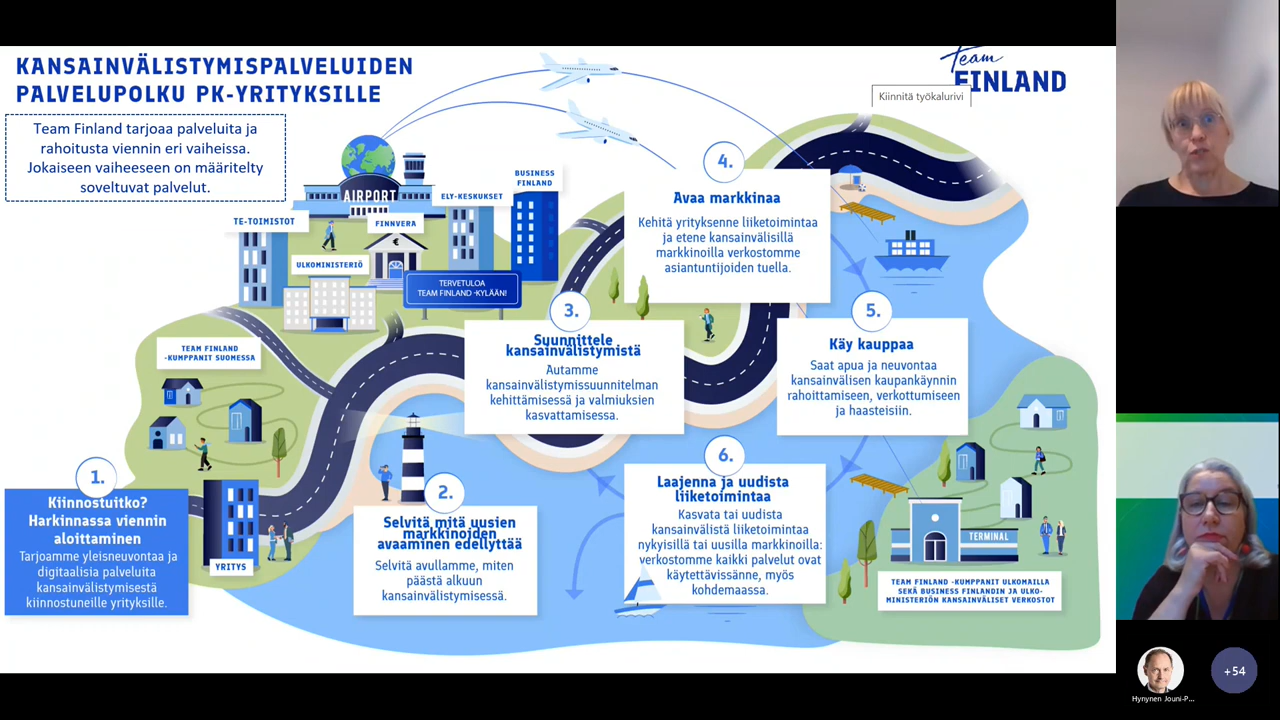 KANSAINVÄLISTYMISPALVELUIDEN
PALVELUPOLKU PK-YRITYKSILLE
Team Finland tarjoaa palveluita ja
rahoitusta viennin eri vaiheissa.
Jokaiseen vaiheeseen on määritelty
soveltuvat palvelut.
Team
FINLAND
Kiinnitä työkalurivi
AIRPORT
TE-TOIMISTOT
FINNVERA
€
ELY-KESKUKSET
BUSINESS
FINLAND
ULKOMINISTERIÖ
TERVETULOA
TEAM FINLAND -KYLÄÄN!
TEAM FINLAND
-KUMPPANIT SUOMESSA
YRITYS
1.
Kiinnostuitko?
Harkinnassa viennin
aloittaminen
Tarjoamme yleisneuvontaa ja
digitaalisia palveluita
kansainvälistymisestä
kiinnostuneille yrityksille.
2.
Selvitä mitä uusien
markkinoiden
avaaminen edellyttää
Selvitä avullamme, miten
päästä alkuun
kansainvälistymisessä.
3.
Suunnittele
kansainvälistymistä
Autamme
kansainvälistymissuunnitelman
kehittämisessä ja valmiuksien
kasvattamisessa.
4.
Avaa markkinaa
Kehitä yrityksenne liiketoimintaa
ja etene kansainvälisillä
markkinoilla verkostomme
asiantuntijoiden tuella.
5.
Käy kauppaa
Saat apua ja neuvontaa
kansainvälisen kaupankäynnin
rahoittamiseen, verkottumiseen
ja haasteisiin.
6.
Laajenna ja uudista
liiketoimintaa
Kasvata tai uudista
kansainvälistä liiketoimintaa
nykyisillä tai uusilla markkinoilla:
verkostomme kaikki palvelut ovat
käytettävissänne, myös
kohdemaassa.
TERMINAL
TEAM FINLAND -KUMPPANIT ULKOMAILLA
SEKÄ BUSINESS FINLANDIN JA ULKO-
MINISTERIÖN KANSAINVÄLISET VERKOSTOT
Hynynen Jouni-P...
+54